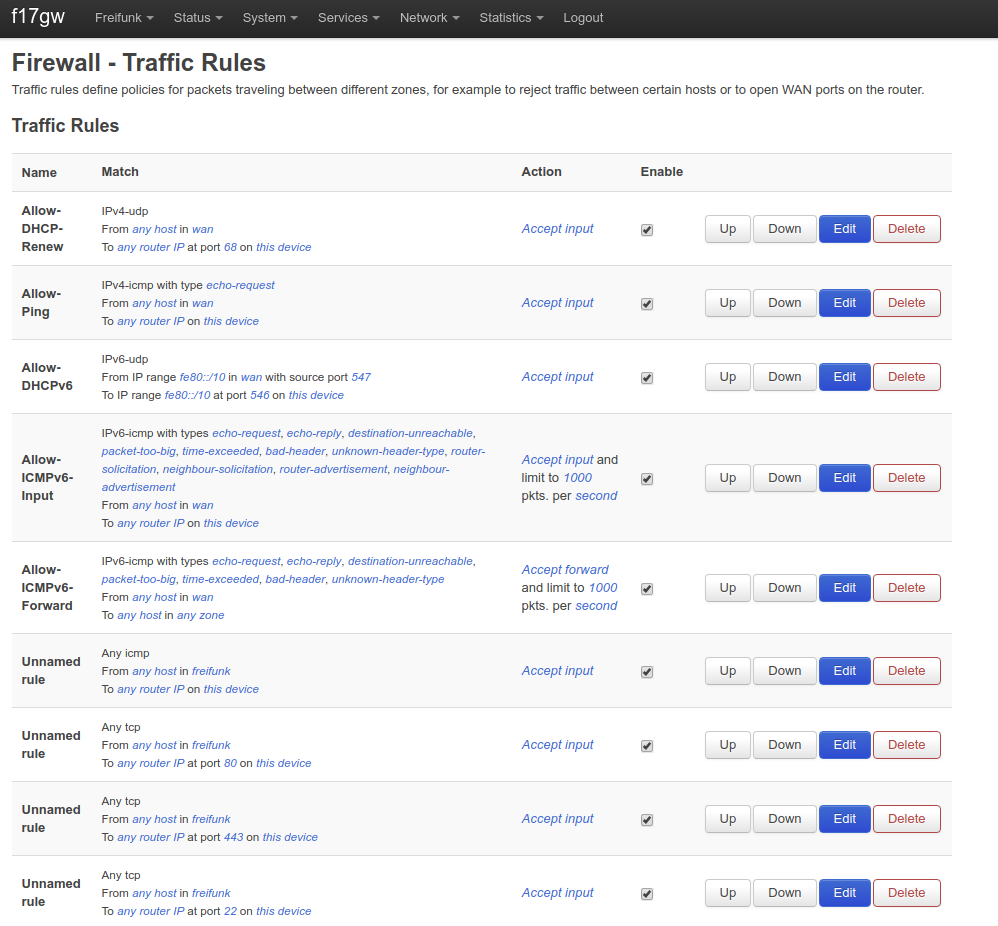 f17gw Freifunk Status System Services Network Statistics Logout
Firewall - Traffic Rules
Traffic rules define policies for packets traveling between different zones, for example to reject traffic between certain hosts or to open WAN ports on the router.
Traffic Rules
Name Match Action Enable
Allow-
DHCP-
Renew
IPv4-udp
From any host in wan
To any router IP at port 68 on this device
Accept input
Up Down Edit Delete
Allow-
Ping
IPv4-icmp with type echo-request
From any host in wan
To any router IP on this device
Accept input
Up Down Edit Delete
Allow-
DHCPv6
IPv6-udp
From IP range fe80::/10 in wan with source port 547
To IP range fe80::/10 at port 546 on this device
Accept input
Up Down Edit Delete
Allow-
ICMPv6-
Input
IPv6-icmp with types echo-request, echo-reply, destination-unreachable,
packet-too-big, time-exceeded, bad-header, unknown-header-type, router-
solicitation, neighbour-solicitation, router-advertisement, neighbour-
advertisement
From any host in wan
To any router IP on this device
Accept input and
limit to 1000
pkts. per second
Up Down Edit Delete
Allow-
ICMPv6-
Forward
IPv6-icmp with types echo-request, echo-reply, destination-unreachable,
packet-too-big, time-exceeded, bad-header, unknown-header-type
From any host in wan
To any host in any zone
Accept forward
and limit to 1000
pkts. per second
Up Down Edit Delete
Unnamed
rule
Any icmp
From any host in freifunk
To any router IP on this device
Accept input
Up Down Edit Delete
Unnamed
rule
Any tcp
From any host in freifunk
To any router IP at port 80 on this device
Accept input
Up Down Edit Delete
Unnamed
rule
Any tcp
From any host in freifunk
To any router IP at port 443 on this device
Accept input
Up Down Edit Delete
Unnamed
rule
Any tcp
From any host in freifunk
To any router IP at port 22 on this device
Accept input
Up Down Edit Delete